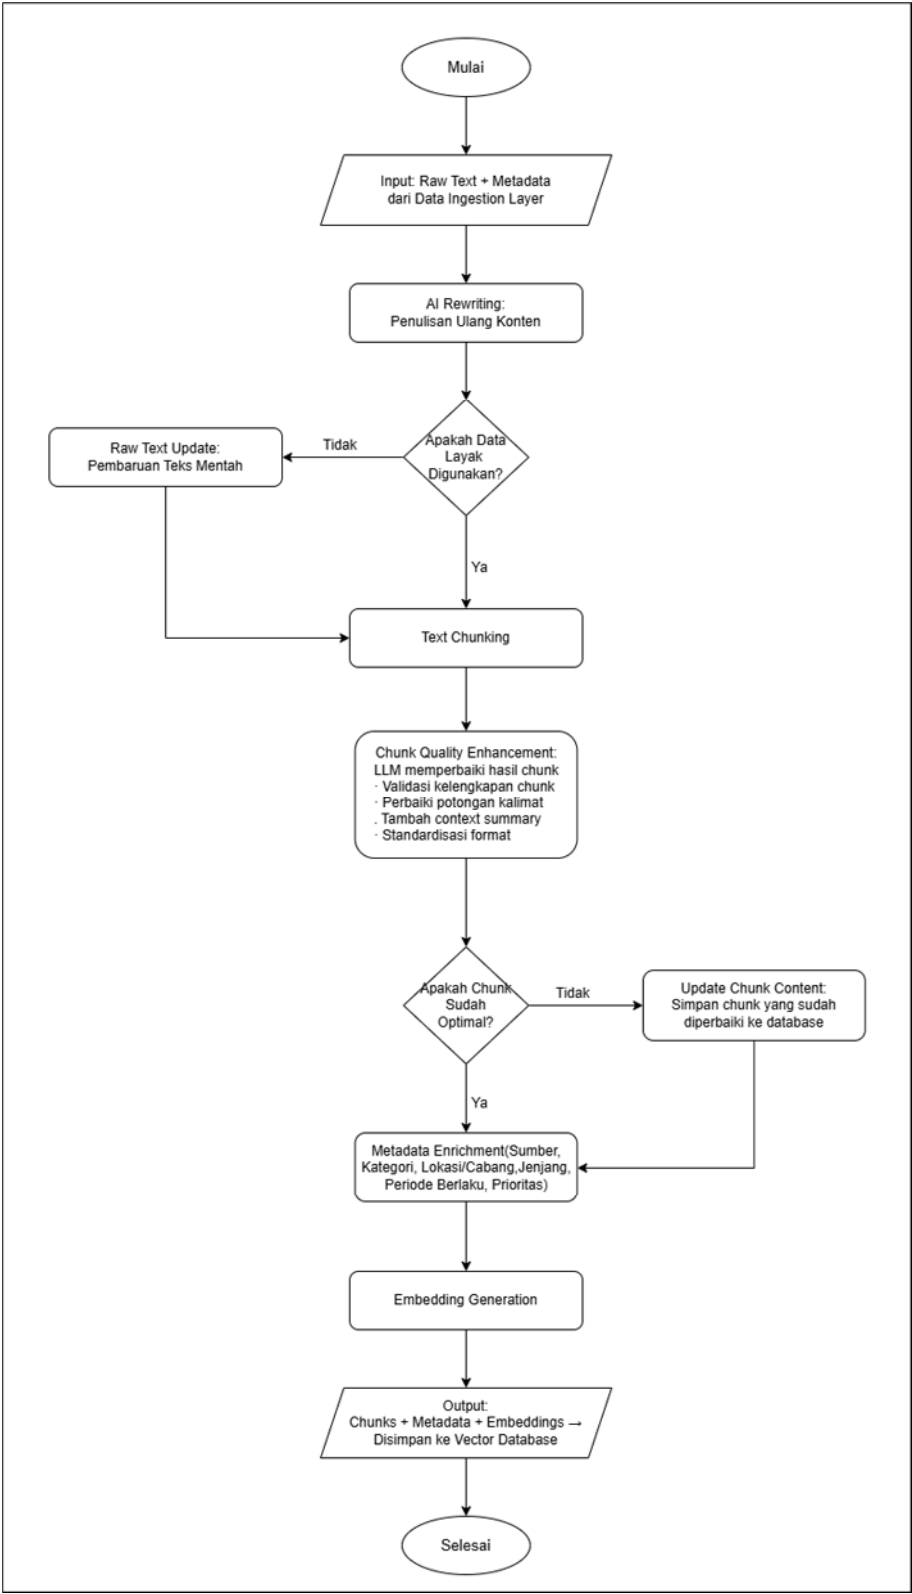 Mulai
Input: Raw Text + Metadata
dari Data Ingestion Layer
AI Rewriting:
Penulisan Ulang Konten
Apakah Data
Layak
Digunakan?
Tidak
Raw Text Update:
Pembaruan Teks Mentah
Ya
Text Chunking
Chunk Quality Enhancement:
LLM memperbaiki hasil chunk
· Validasi kelengkapan chunk
· Perbaiki potongan kalimat
. Tambah context summary
· Standardisasi format
Apakah Chunk
Sudah
Optimal?
Tidak
Update Chunk Content:
Simpan chunk yang sudah
diperbaiki ke database
Ya
Metadata Enrichment(Sumber,
Kategori, Lokasi/Cabang,Jenjang,
Periode Berlaku, Prioritas)
Embedding Generation
Output:
Chunks + Metadata + Embeddings →
Disimpan ke Vector Database
Selesai